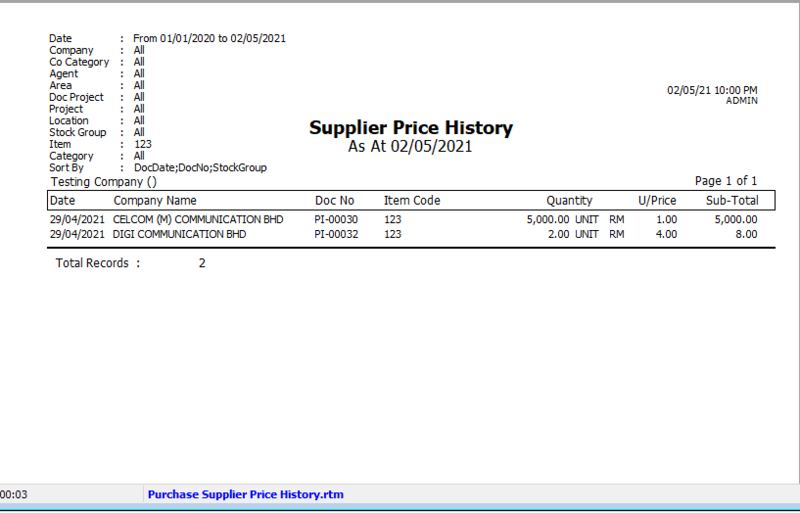 Date : From 01/01/2020 to 02/05/2021
Company : All
Co Category : All
Agent : All
Area : All
Doc Project : All
Project : All
Location : All
Stock Group : All
Item : 123
Category : All
Sort By : DocDate;DocNo;StockGroup
02/05/21 10:00 PM
ADMIN
Supplier Price History
As At 02/05/2021
Testing Company () Page 1 of 1
Date Company Name Doc No Item Code Quantity U/Price Sub-Total
29/04/2021 CELCOM (M) COMMUNICATION BHD PI-00030 123 5,000.00 UNIT RM 1.00 5,000.00
29/04/2021 DIGI COMMUNICATION BHD PI-00032 123 2.00 UNIT RM 4.00 8.00
Total Records : 2
00:03 Purchase Supplier Price History.rtm